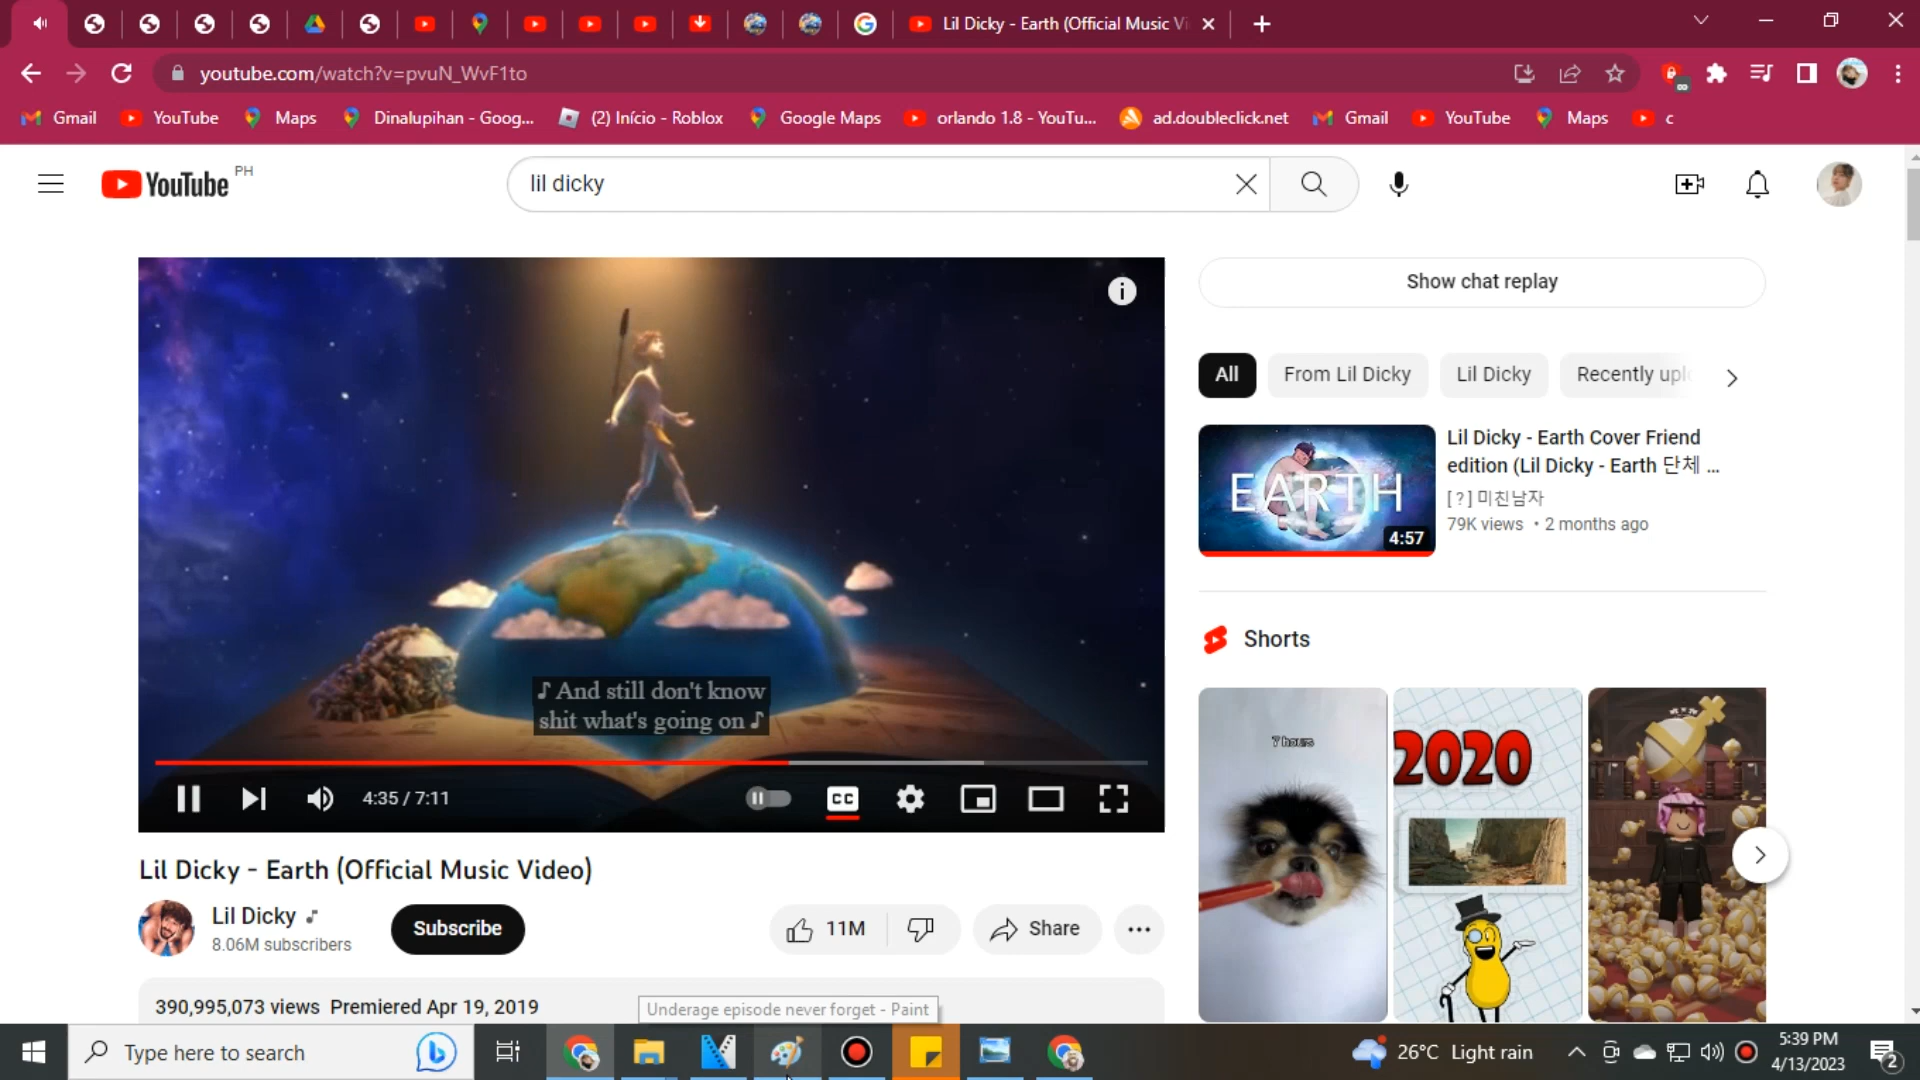 Lil Dicky - Earth (Official Music Vi
youtube.com/watch?v=pvuN_WvF1to
Gmail
YouTube
Maps
Dinalupihan - Goog...
(2) Início - Roblox
Google Maps
orlando 1.8 - YouTu...
ad.doubleclick.net
Gmail
YouTube
Maps
c
YouTube PH
lil dicky
Show chat replay
All
From Lil Dicky
Lil Dicky
Recently uplo
EARTH
4:57
Lil Dicky - Earth Cover Friend
edition (Lil Dicky - Earth 단체 ...
[ ? ] 미친남자
79K views • 2 months ago
♪ And still don't know
shit what's going on ♪
4:35 / 7:11
CC
Shorts
7 hours
2020
Lil Dicky - Earth (Official Music Video)
Lil Dicky
8.06M subscribers
Subscribe
11M
Share
390,995,073 views Premiered Apr 19, 2019
Underage episode never forget - Paint
Type here to search
26°C Light rain
5:39 PM
4/13/2023
2